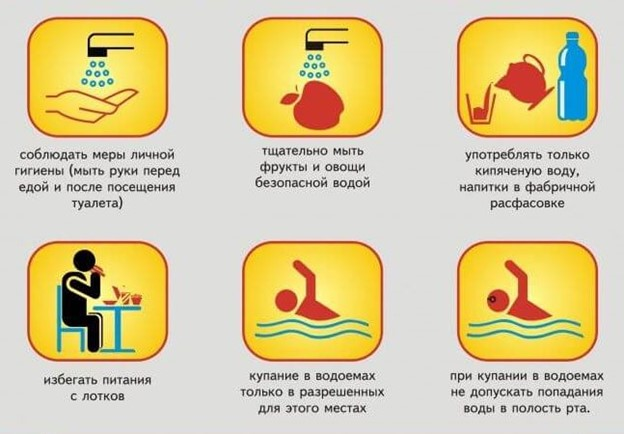 соблюдать меры личной
гигиены (мыть руки перед
едой и после посещения
туалета)
тщательно мыть
фрукты и овощи
безопасной водой
употреблять только
кипяченую воду,
напитки в фабричной
расфасовке
избегать питания
с лотков
купание в водоемах
только в разрешенных
для этого местах
при купании в водоемах
не допускать попадания
воды в полость рта.